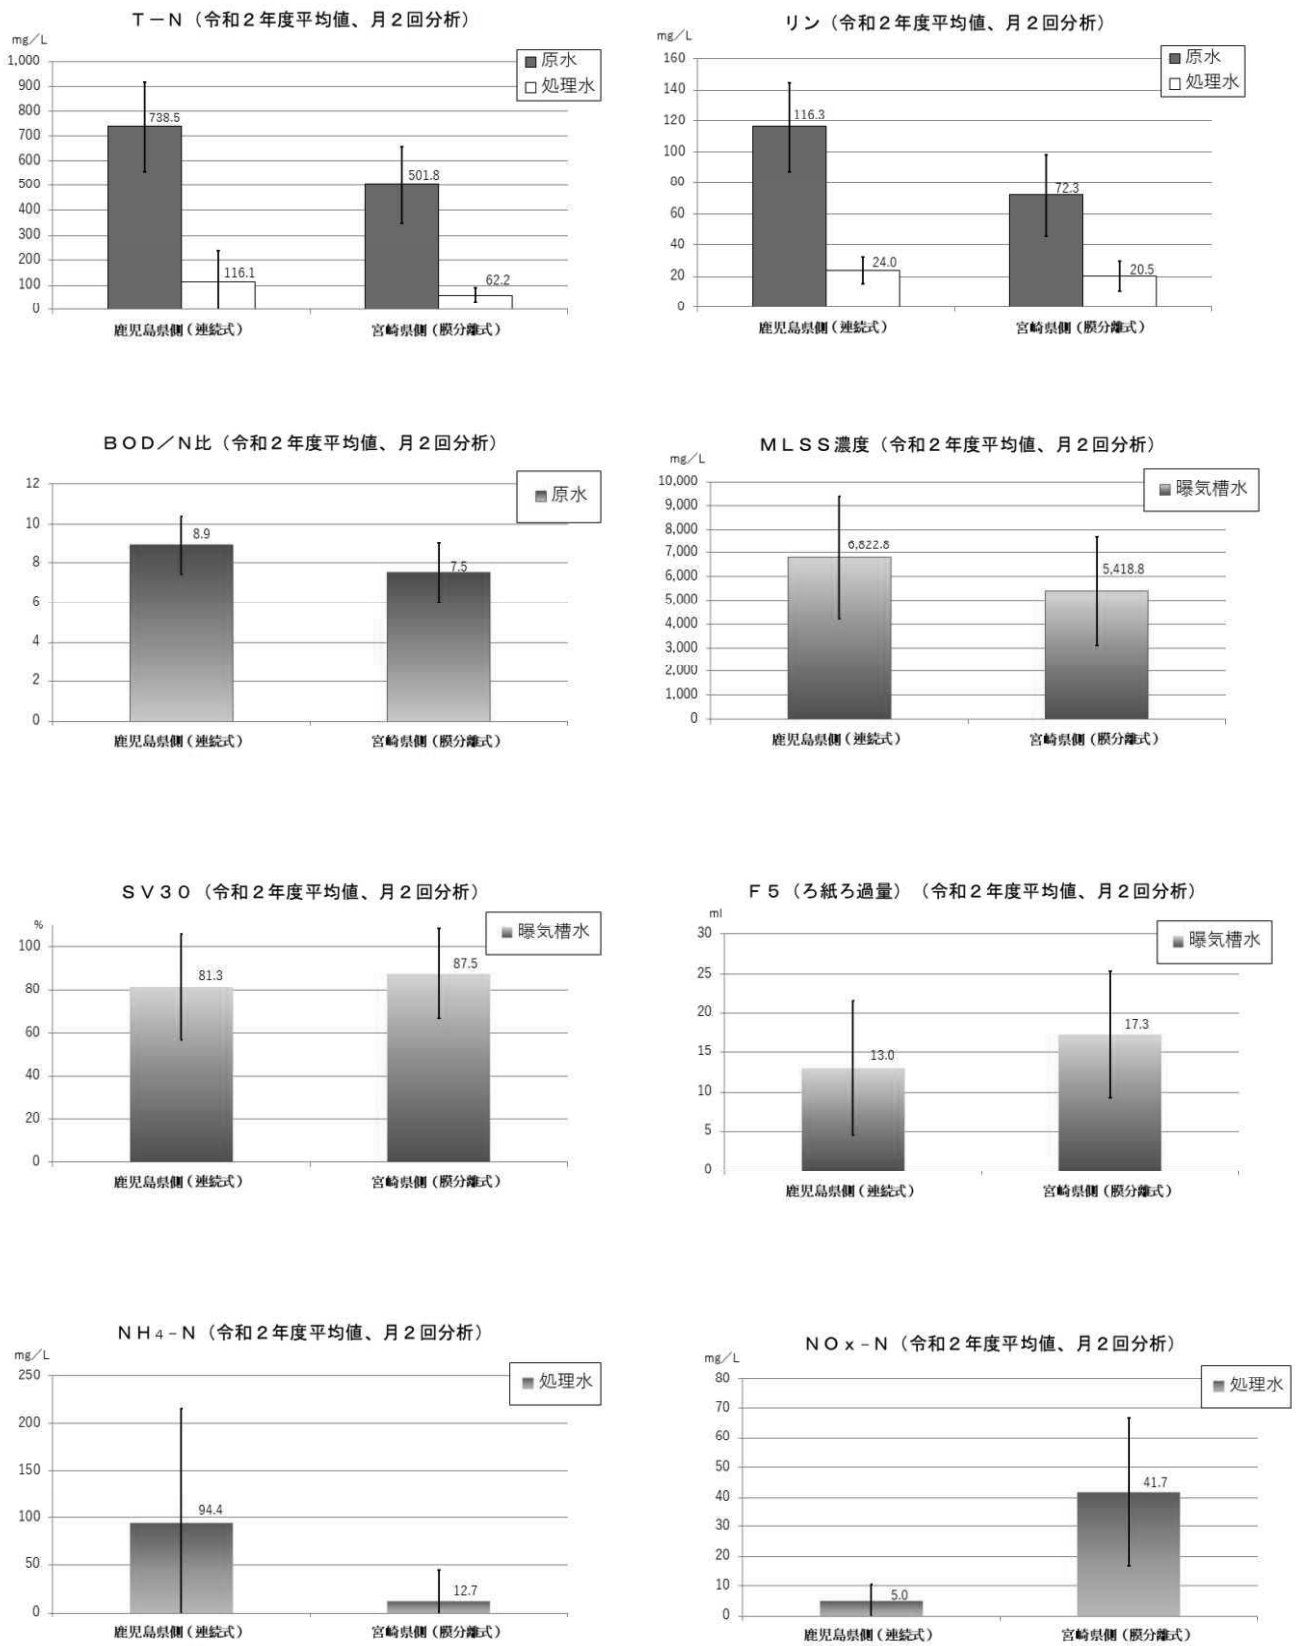 Ｔ－Ｎ（令和２年度平均値、月２回分析）
mg／L
1,000
900
800
700
600
500
400
300
200
100
0
原水
処理水
738.5
116.1
501.8
62.2
鹿児島県側（連続式）
宮崎県側（膜分離式）
リン（令和２年度平均値、月２回分析）
mg／L
160
140
120
100
80
60
40
20
0
原水
処理水
116.3
24.0
72.3
20.5
鹿児島県側（連続式）
宮崎県側（膜分離式）
ＢＯＤ／Ｎ比（令和２年度平均値、月２回分析）
12
10
8
6
4
2
0
原水
8.9
7.5
鹿児島県側（連続式）
宮崎県側（膜分離式）
ＭＬＳＳ濃度（令和２年度平均値、月２回分析）
mg／L
10,000
9,000
8,000
7,000
6,000
5,000
4,000
3,000
2,000
1,000
0
曝気槽水
6,822.8
5,418.8
鹿児島県側（連続式）
宮崎県側（膜分離式）
ＳＶ３０（令和２年度平均値、月２回分析）
%
100
80
60
40
20
0
曝気槽水
81.3
87.5
鹿児島県側（連続式）
宮崎県側（膜分離式）
Ｆ５（ろ紙ろ過量）（令和２年度平均値、月２回分析）
ml
30
25
20
15
10
5
0
曝気槽水
13.0
17.3
鹿児島県側（連続式）
宮崎県側（膜分離式）
ＮＨ₄－Ｎ（令和２年度平均値、月２回分析）
mg／L
250
200
150
100
50
0
処理水
94.4
12.7
鹿児島県側（連続式）
宮崎県側（膜分離式）
ＮＯｘ－Ｎ（令和２年度平均値、月２回分析）
mg／L
80
70
60
50
40
30
20
10
0
処理水
5.0
41.7
鹿児島県側（連続式）
宮崎県側（膜分離式）